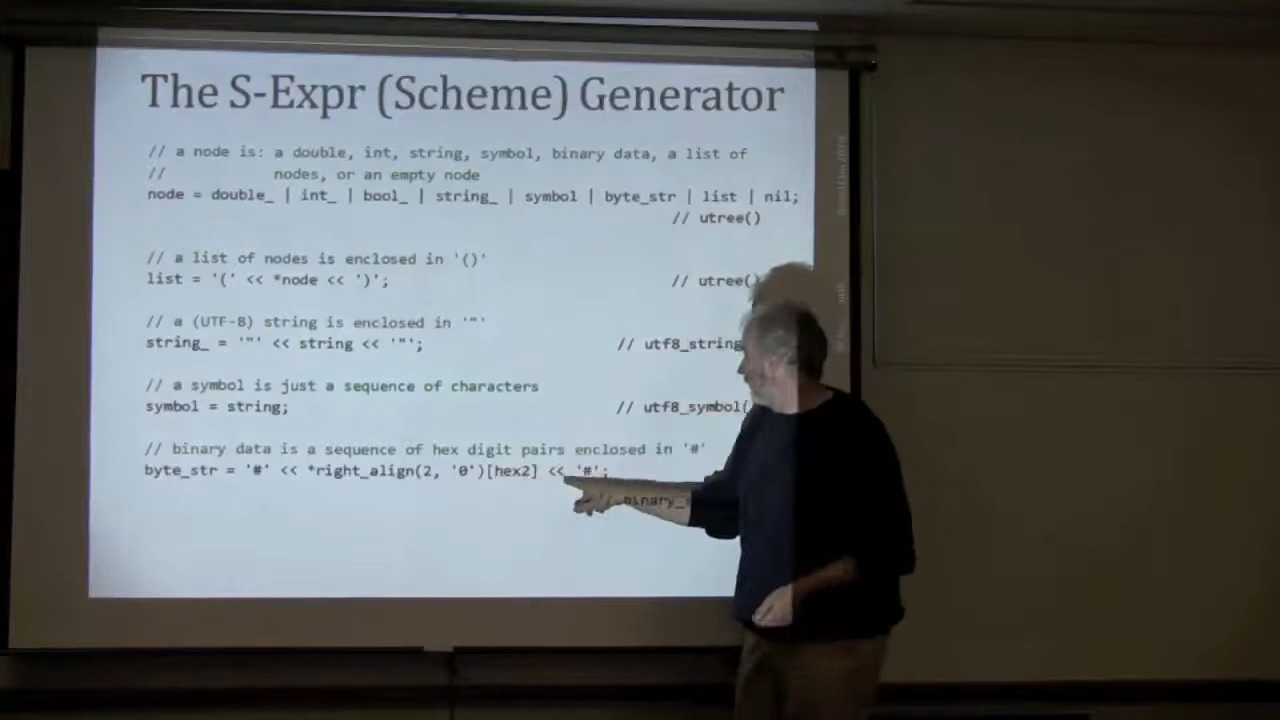 The S-Expr (Scheme) Generator
// a node is: a double, int, string, symbol, binary data, a list of
// nodes, or an empty node
node = double_ | int_ | bool_ | string_ | symbol | byte_str | list | nil;
// utree()
// a list of nodes is enclosed in '()'
list = '(' << *node << ')'; // utree()
// a (UTF-8) string is enclosed in '"'
string_ = '"' << string << '"'; // utf8_string
// a symbol is just a sequence of characters
symbol = string; // utf8_symbol(
// binary data is a sequence of hex digit pairs enclosed in '#'
byte_str = '#' << *right_align(2, '0')[hex2] << '#';
// binary_